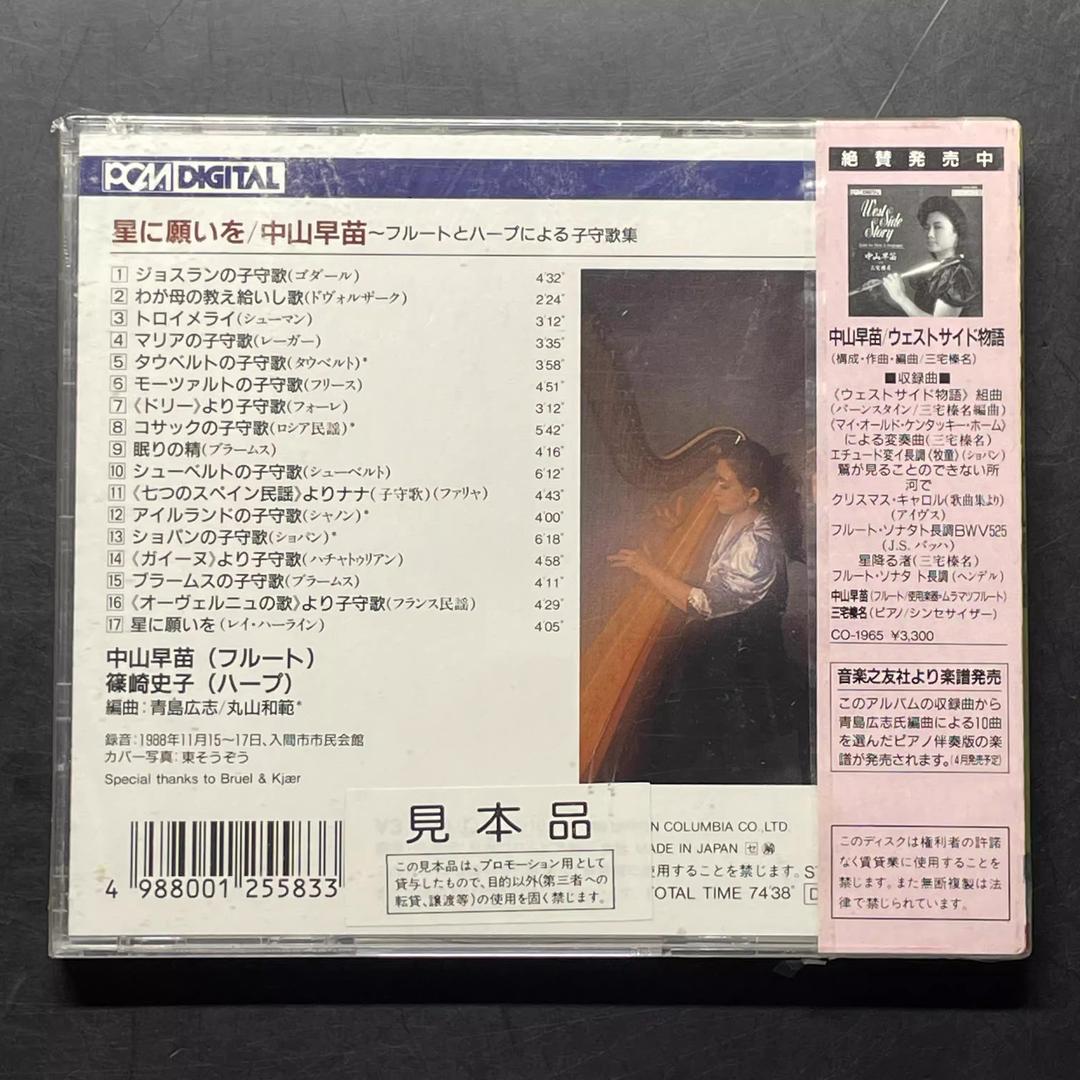 PCM DIGITAL
星に願いを/中山早苗~フルートとハープによる子守歌集
1 ジョスランの子守歌(ゴダール) 4'32"
2 わが母の教え給いし歌(ドヴォルザーク) 2'24"
3 トロイメライ(シューマン) 3'12"
4 マリアの子守歌(レーガー) 3'35"
5 タウベルトの子守歌(タウベルト)* 3'58"
6 モーツァルトの子守歌(フリース) 4'51"
7 《ドリー》より子守歌(フォーレ) 3'12"
8 コサックの子守歌(ロシア民謡)* 5'42"
9 眠りの精(ブラームス) 4'16"
10 シューベルトの子守歌(シューベルト) 6'12"
11 《七つのスペイン民謡》よりナナ(子守歌)(ファリャ) 4'43"
12 アイルランドの子守歌(シャノン)* 4'00"
13 ショパンの子守歌(ショパン)* 6'18"
14 《ガイーヌ》より子守歌(ハチャトゥリアン) 4'58"
15 ブラームスの子守歌(ブラームス) 4'11"
16 《オーヴェルニュの歌》より子守歌(フランス民謡) 4'29"
17 星に願いを(レイ・ハーライン) 4'05"
中山早苗(フルート)
篠崎史子(ハープ)
編曲:青島広志/丸山和範*
録音:1988年11月15~17日、入間市市民会館
カバー写真:東そうぞう
Special thanks to Brüel & Kjær
4 988001 255833
見本品
この見本品は、プロモーション用として
貸与したもので、目的以外(第三者への
転貸、譲渡等)の使用を固く禁じます。
N COLUMBIA CO.,LTD.
ADE IN JAPAN
使用することを禁じます。 ST
TOTAL TIME 74'38"
絶賛発売中
West Side Story
中山早苗
三宅榛名
中山早苗/ウェストサイド物語
(構成・作曲・編曲/三宅榛名)
■収録曲■
《ウェストサイド物語》組曲
(バーンスタイン/三宅榛名編曲)
《マイ・オールド・ケンタッキー・ホーム》
による変奏曲(三宅榛名)
エチュード変イ長調《牧童》(ショパン)
鷲が見ることのできない所
河で
クリスマス・キャロル(歌曲集より)
(アイヴス)
フルート・ソナタト長調BWV525
(J.S. バッハ)
星降る渚(三宅榛名)
フルート・ソナタ ト長調(ヘンデル)
中山早苗(フルート/使用楽器・ムラマツフルート)
三宅榛名(ピアノ/シンセサイザー)
CO-1965 ¥3,300
音楽之友社より楽譜発売
このアルバムの収録曲から
青島広志氏編曲による10曲
を選んだピアノ伴奏版の楽
譜が発売されます。(4月発売予定)
このディスクは権利者の許諾
なく賃貸業に使用することを
禁じます。また無断複製は法
律で禁じられています。